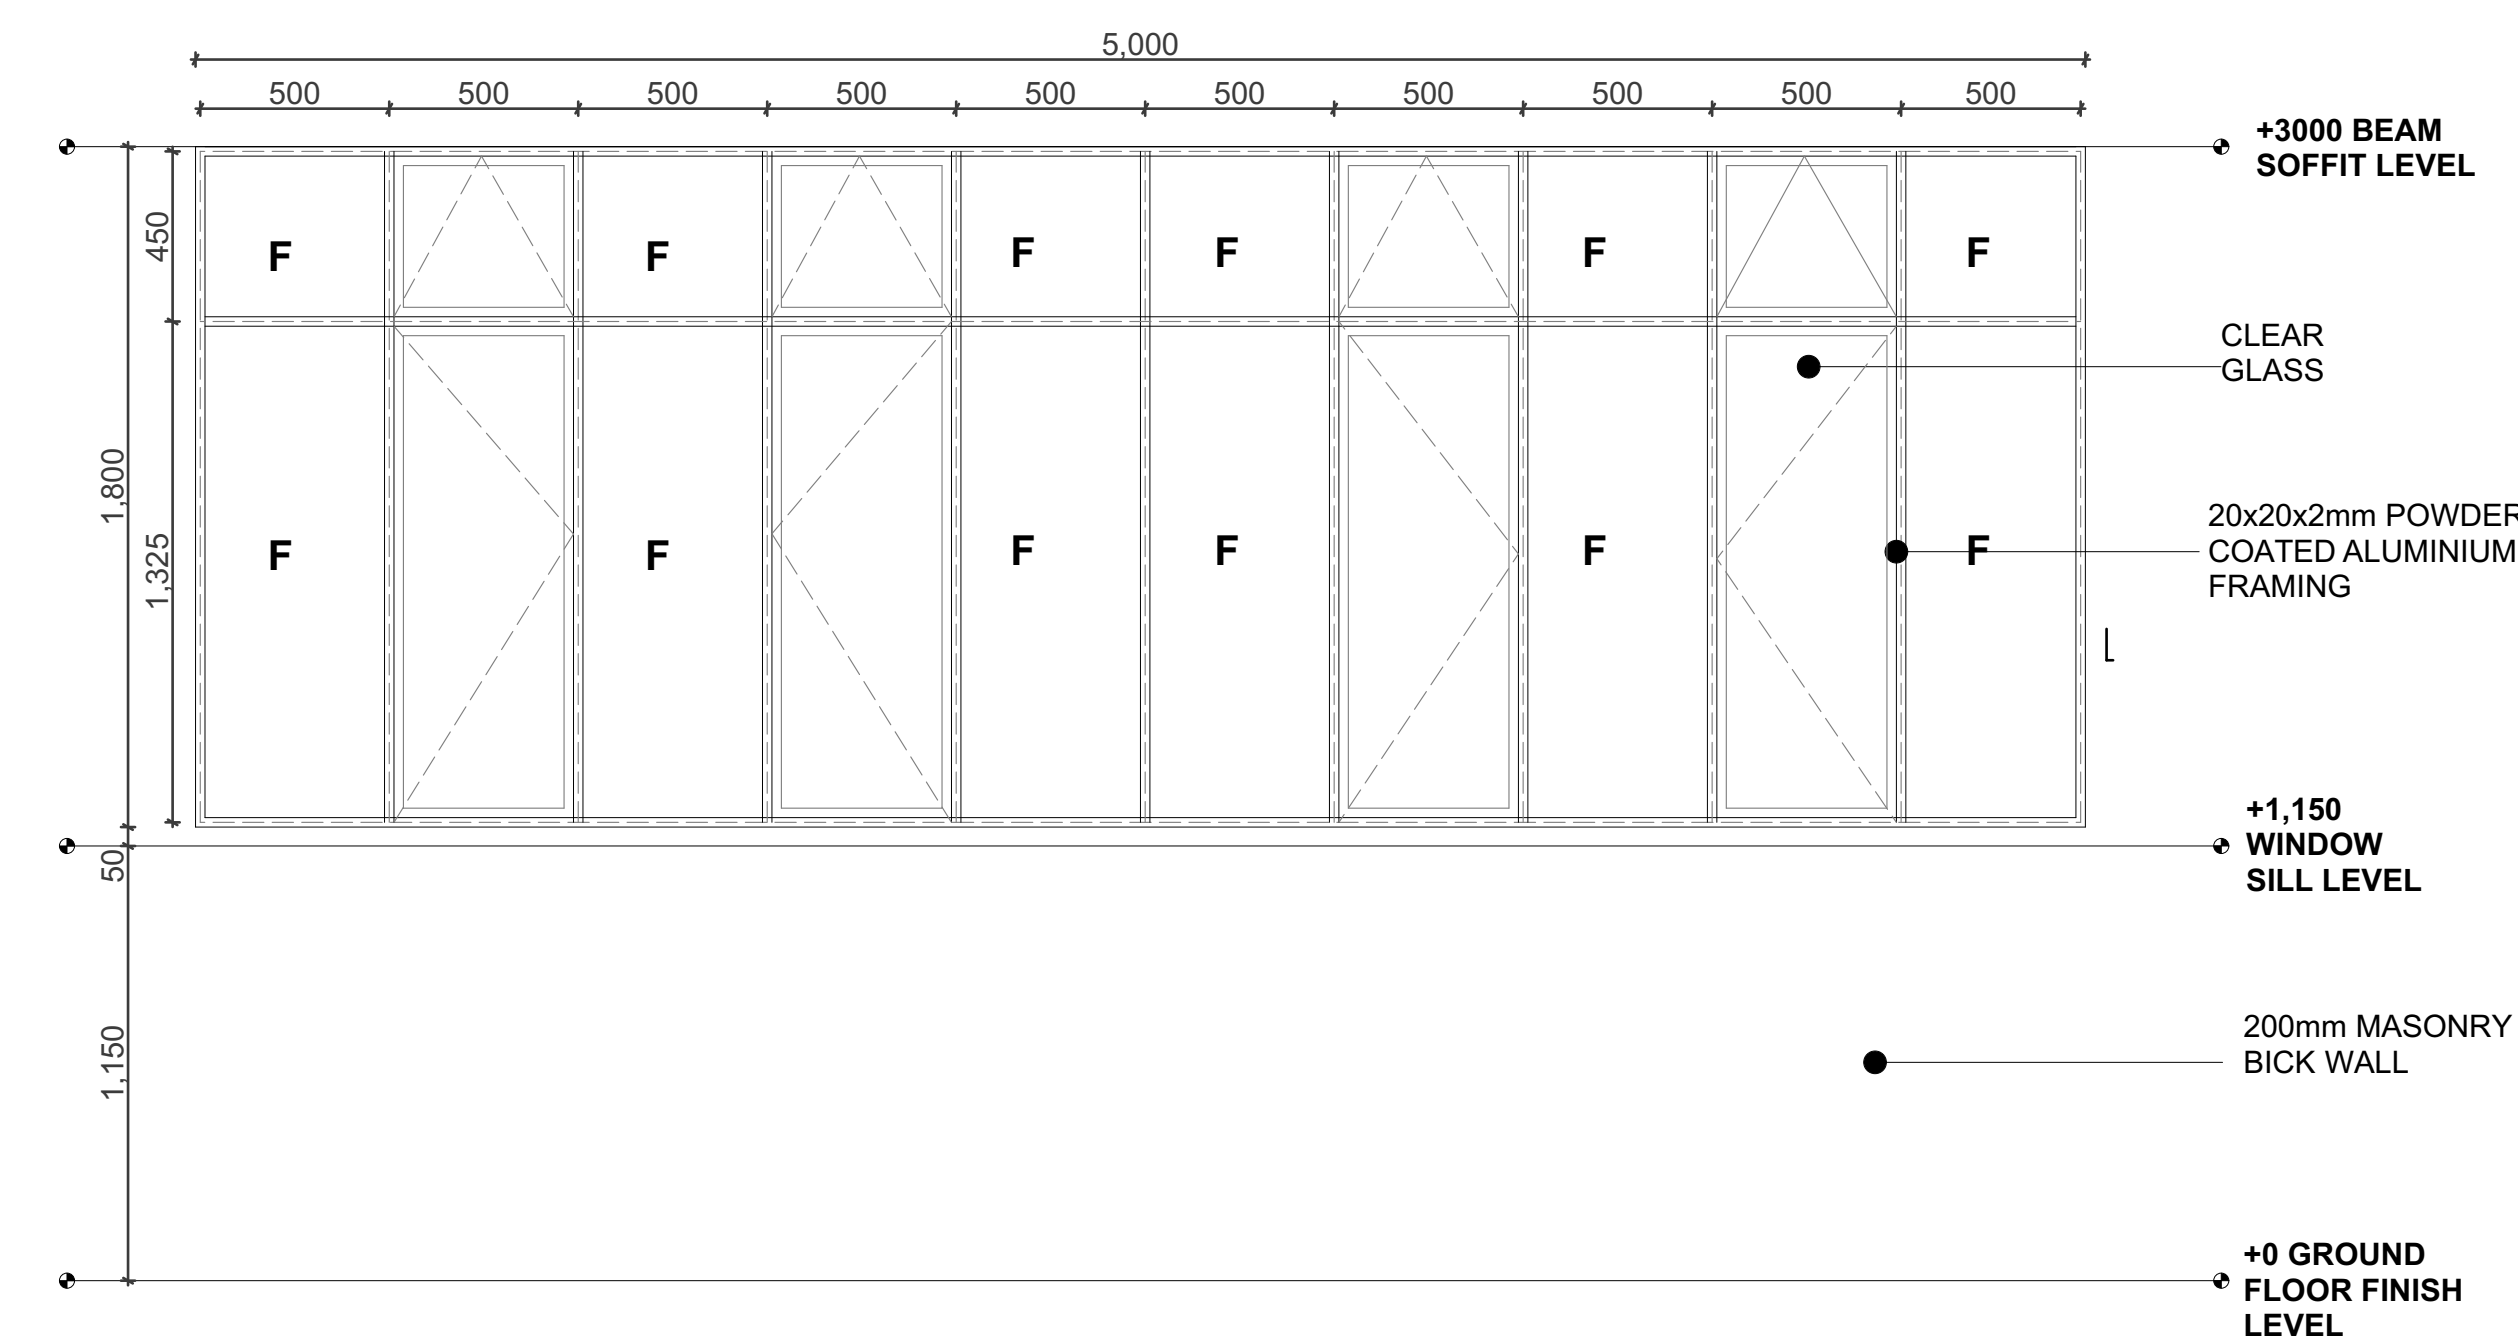 5,000
500 500 500 500 500 500 500 500 500 500
+3000 BEAM
SOFFIT LEVEL
450
F F F F F F
CLEAR
GLASS
1,800
1,325
F F F F F F
20x20x2mm POWDER
COATED ALUMINIUM
FRAMING
L
+1,150
WINDOW
SILL LEVEL
50
200mm MASONRY
BICK WALL
1,150
+0 GROUND
FLOOR FINISH
LEVEL